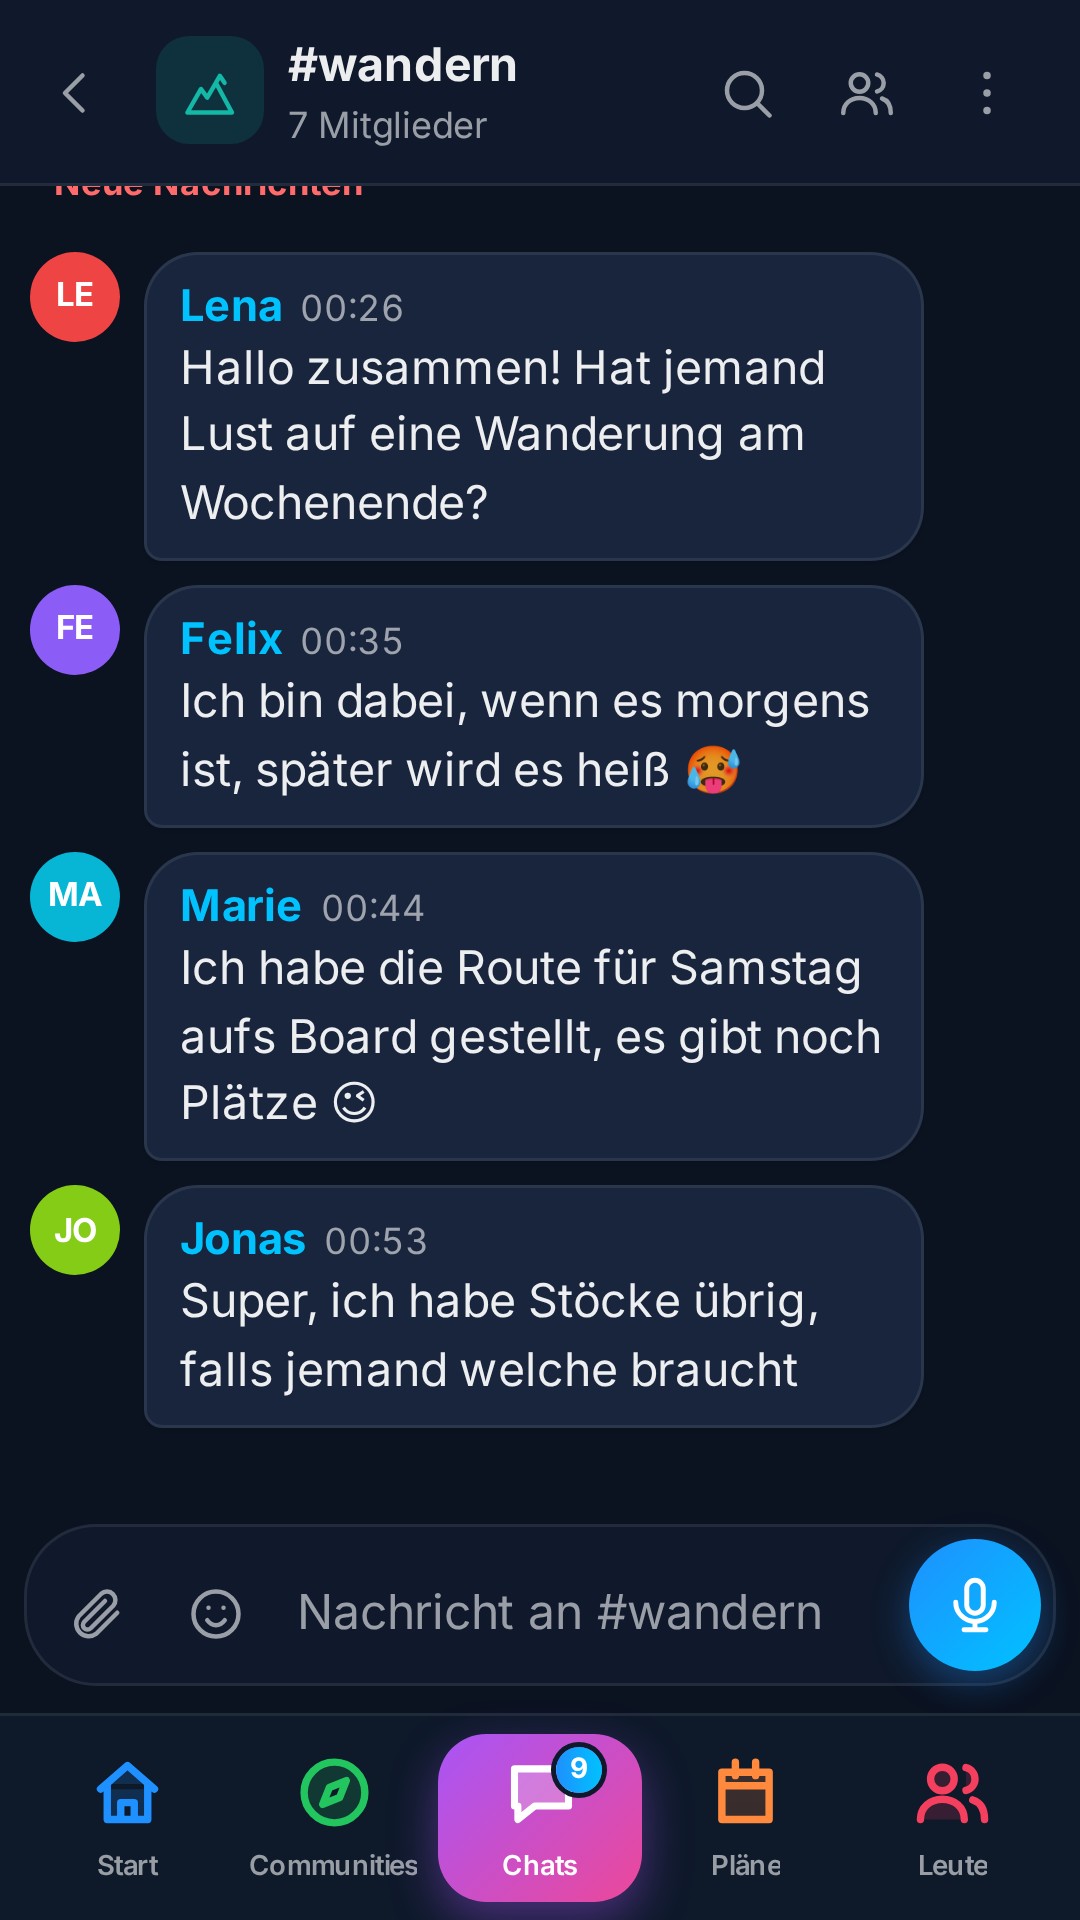 #wandern
7 Mitglieder
Neue Nachrichten
LE
Lena 00:26
Hallo zusammen! Hat jemand
Lust auf eine Wanderung am
Wochenende?
FE
Felix 00:35
Ich bin dabei, wenn es morgens
ist, später wird es heiß 🥵
MA
Marie 00:44
Ich habe die Route für Samstag
aufs Board gestellt, es gibt noch
Plätze 😉
JO
Jonas 00:53
Super, ich habe Stöcke übrig,
falls jemand welche braucht
Nachricht an #wandern
9
Start Communities Chats Pläne Leute